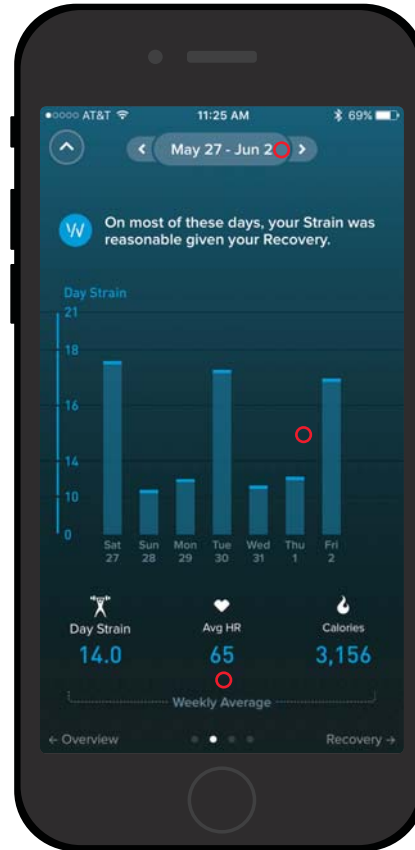 AT&T 11:25 AM 69%
May 27 - Jun 2
On most of these days, your Strain was
reasonable given your Recovery.
Day Strain
21
18
16
14
10
0
Sat Sun Mon Tue Wed Thu Fri
27 28 29 30 31 1 2
Day Strain Avg HR Calories
14.0 65 3,156
Weekly Average
← Overview Recovery →